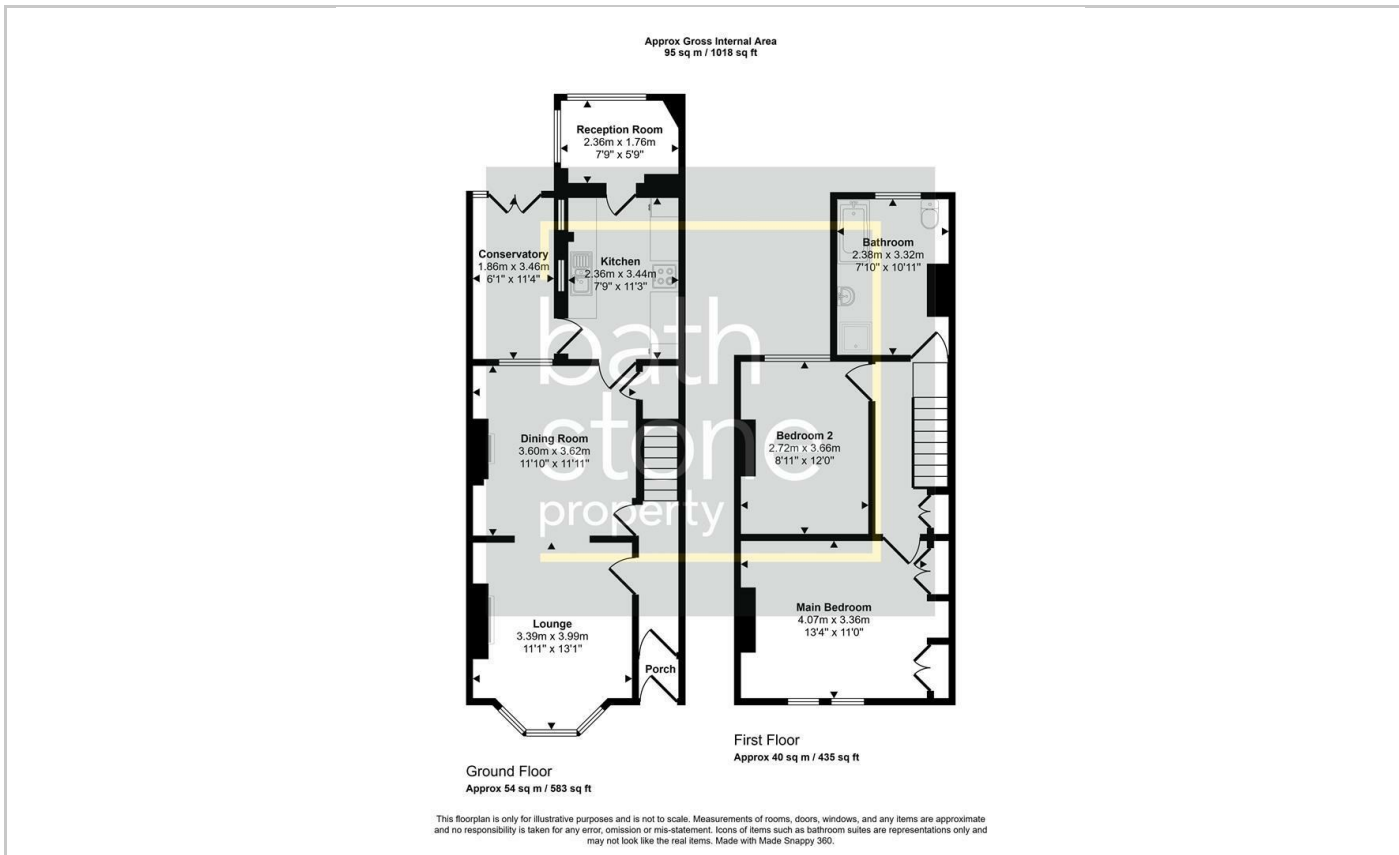 Approx Gross Internal Area
95 sq m / 1018 sq ft
Reception Room
2.36m x 1.76m
7'9" x 5'9"
Conservatory
1.86m x 3.46m
6'1" x 11'4"
Kitchen
2.36m x 3.44m
7'9" x 11'3"
Bathroom
2.38m x 3.32m
7'10" x 10'11"
bath
stone
property
Dining Room
3.60m x 3.62m
11'10" x 11'11"
Bedroom 2
2.72m x 3.66m
8'11" x 12'0"
Lounge
3.39m x 3.99m
11'1" x 13'1"
Porch
Main Bedroom
4.07m x 3.36m
13'4" x 11'0"
Ground Floor
Approx 54 sq m / 583 sq ft
First Floor
Approx 40 sq m / 435 sq ft
This floorplan is only for illustrative purposes and is not to scale. Measurements of rooms, doors, windows, and any items are approximate
and no responsibility is taken for any error, omission or mis-statement. Icons of items such as bathroom suites are representations only and
may not look like the real items. Made with Made Snappy 360.